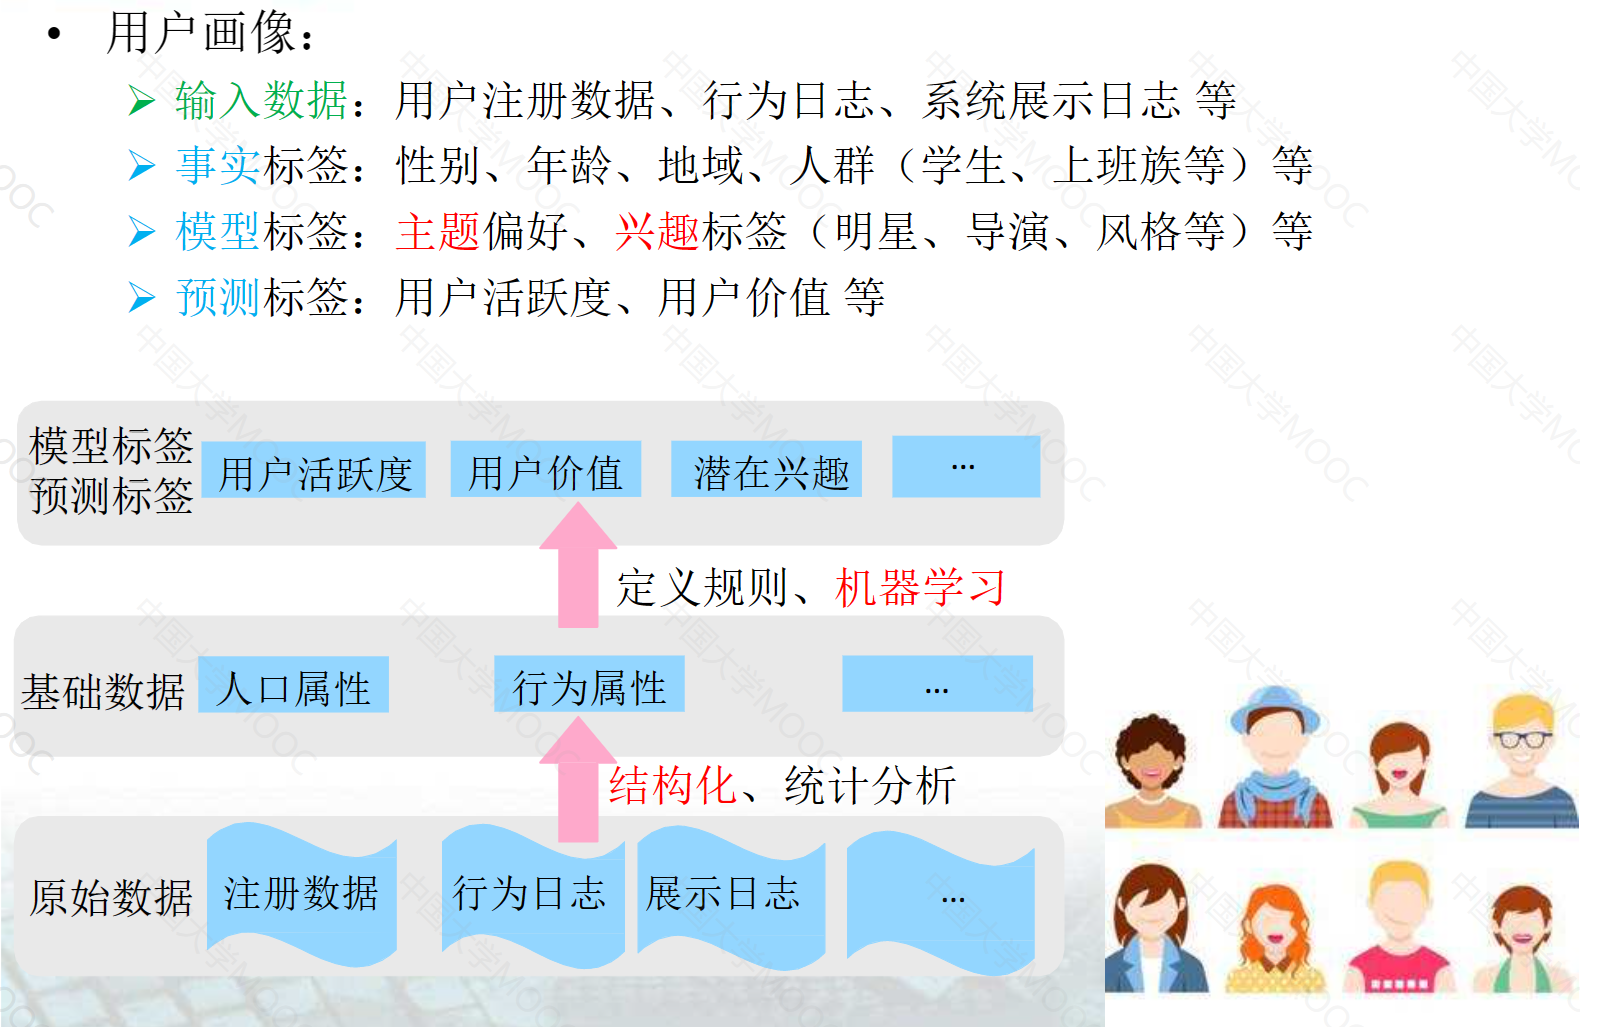 • 用户画像：
➢ 输入数据：用户注册数据、行为日志、系统展示日志 等
➢ 事实标签：性别、年龄、地域、人群（学生、上班族等）等
➢ 模型标签：主题偏好、兴趣标签（明星、导演、风格等）等
➢ 预测标签：用户活跃度、用户价值 等
模型标签
预测标签
用户活跃度
用户价值
潜在兴趣
...
定义规则、机器学习
基础数据
人口属性
行为属性
...
结构化、统计分析
原始数据
注册数据
行为日志
展示日志
...
中国大学MOOC